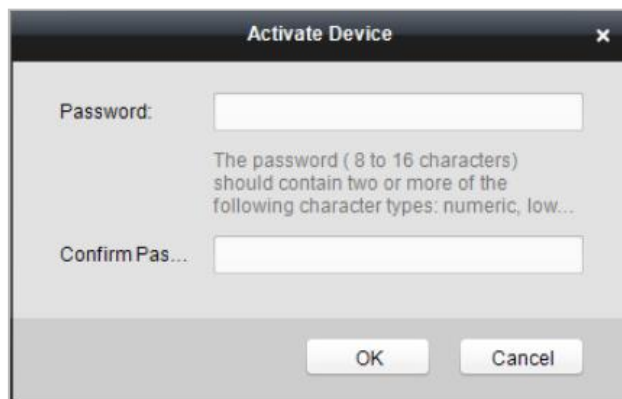 Activate Device
Password:
The password ( 8 to 16 characters)
should contain two or more of the
following character types: numeric, low...
Confirm Pas...
OK Cancel